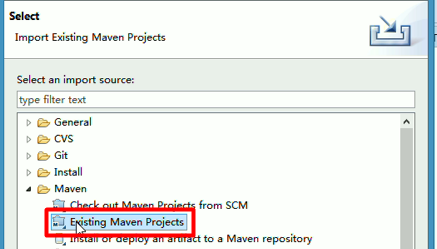 Select
Import Existing Maven Projects
Select an import source:
type filter text
General
CVS
Git
Install
Maven
Check out Maven Projects from SCM
Existing Maven Projects
Install or deploy an artifact to a Maven repository